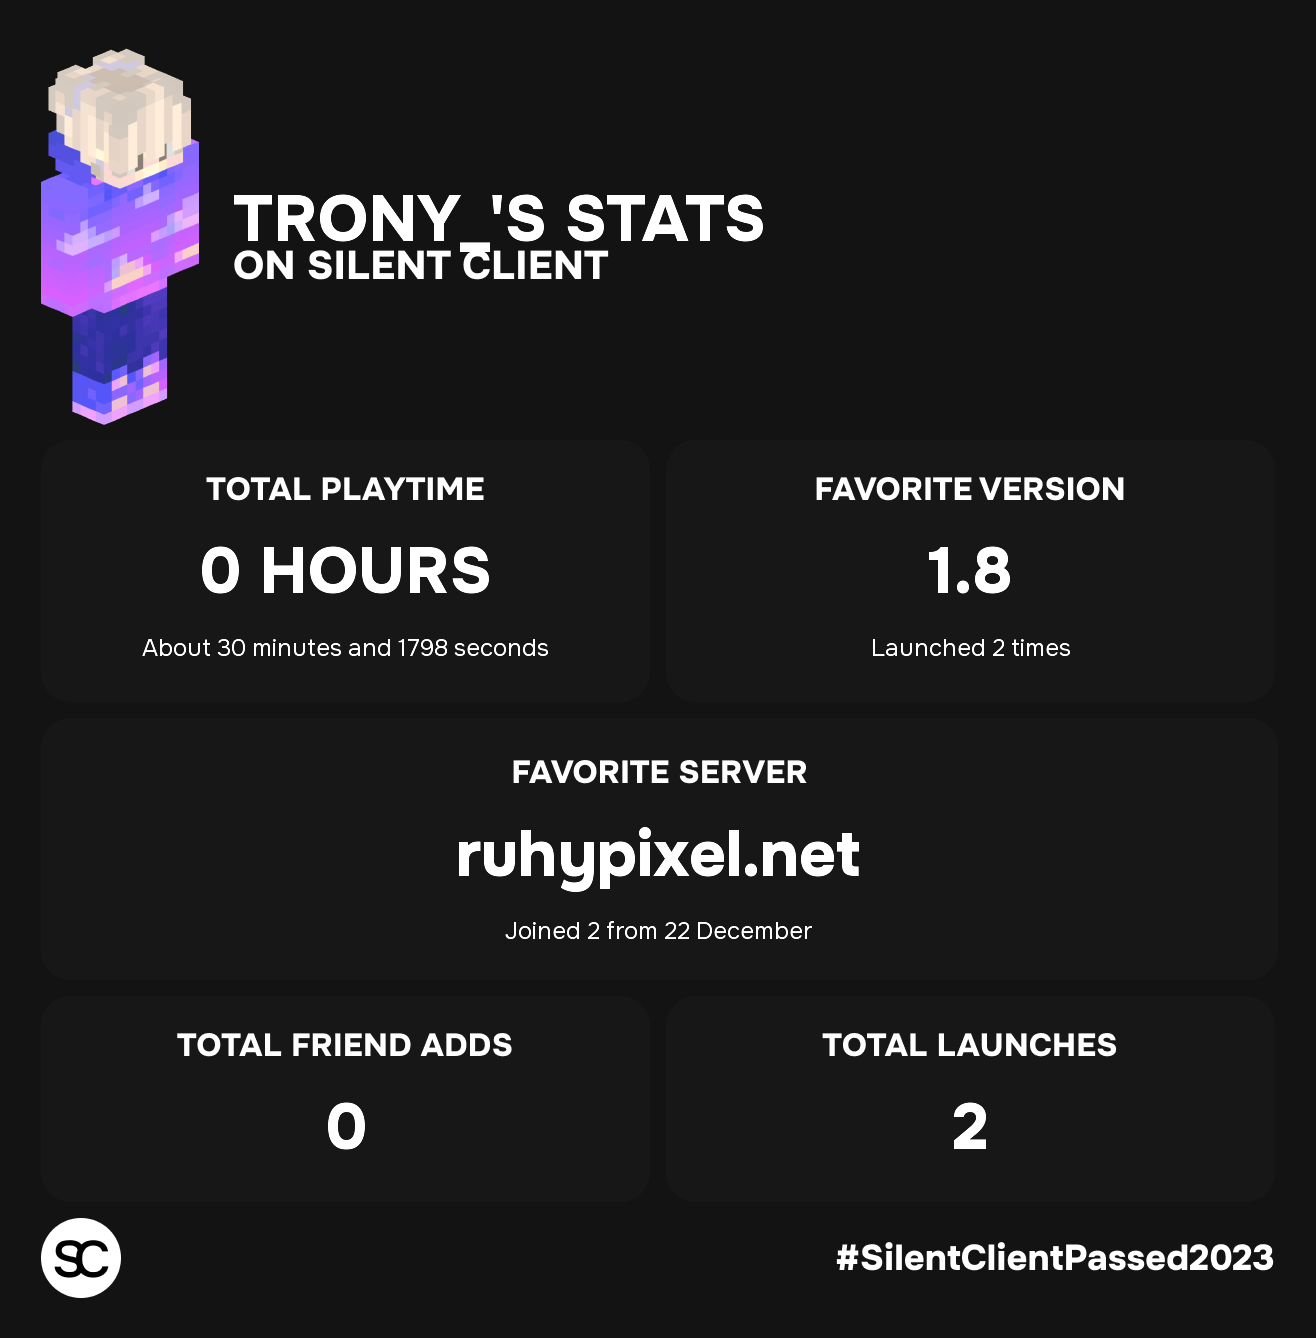 TRONY_'S STATS
ON SILENT CLIENT
TOTAL PLAYTIME
0 HOURS
About 30 minutes and 1798 seconds
FAVORITE VERSION
1.8
Launched 2 times
FAVORITE SERVER
ruhypixel.net
Joined 2 from 22 December
TOTAL FRIEND ADDS
0
TOTAL LAUNCHES
2
SC
#SilentClientPassed2023